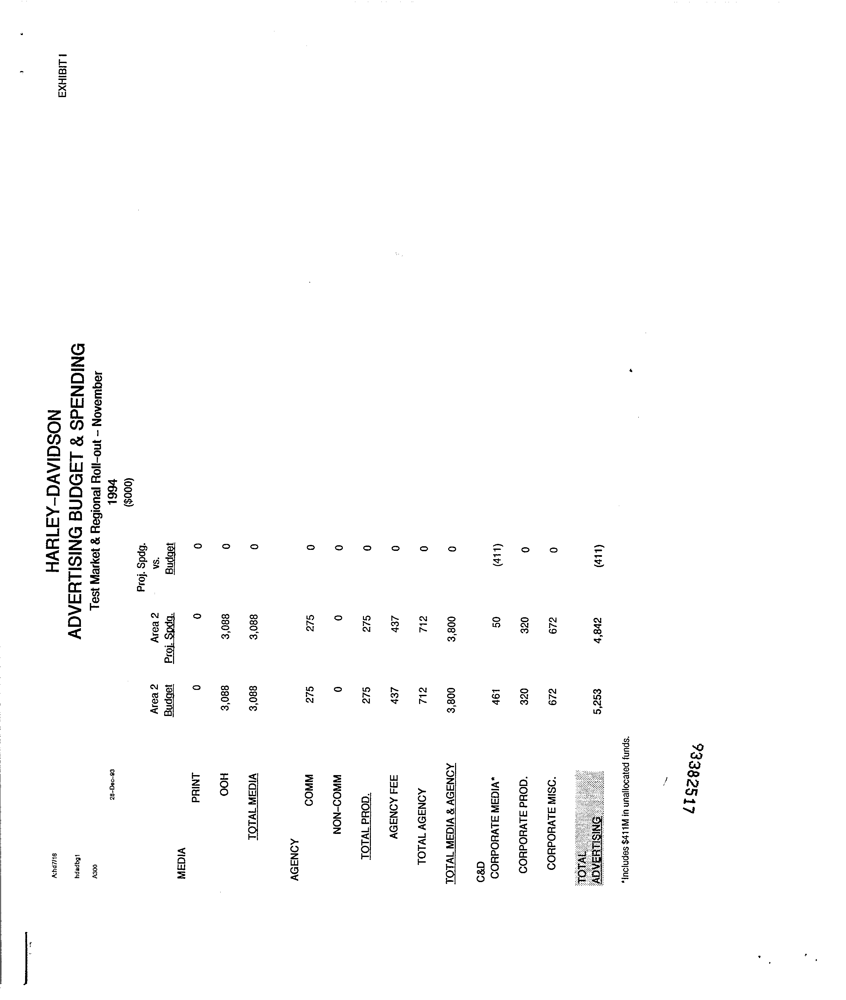 EXHIBIT I
HARLEY–DAVIDSON
ADVERTISING BUDGET & SPENDING
Test Market & Regional Roll–out – November
1994
($000)
A:hd7/16
hdadbg1
A300
28–Dec–93
Area 2 Budget Area 2 Proj. Spdg. Proj. Spdg. vs. Budget
MEDIA
PRINT 0 0 0
OOH 3,088 3,088 0
TOTAL MEDIA 3,088 3,088 0
AGENCY
COMM 275 275 0
NON–COMM 0 0 0
TOTAL PROD. 275 275 0
AGENCY FEE 437 437 0
TOTAL AGENCY 712 712 0
TOTAL MEDIA & AGENCY 3,800 3,800 0
C&D
CORPORATE MEDIA* 461 50 (411)
CORPORATE PROD. 320 320 0
CORPORATE MISC. 672 672 0
TOTAL
ADVERTISING 5,253 4,842 (411)
*Includes $411M in unallocated funds.
93382517